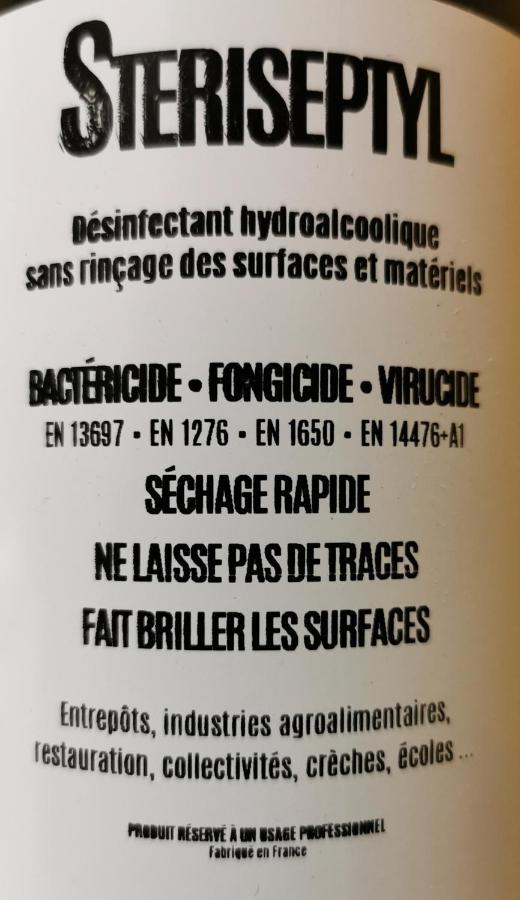 STERISEPTYL
Désinfectant hydroalcoolique
sans rinçage des surfaces et matériels
BACTÉRICIDE • FONGICIDE • VIRUCIDE
EN 13697 • EN 1276 • EN 1650 • EN 14476+A1
SÉCHAGE RAPIDE
NE LAISSE PAS DE TRACES
FAIT BRILLER LES SURFACES
Entrepôts, industries agroalimentaires,
restauration, collectivités, crèches, écoles ...
PRODUIT RÉSERVÉ À UN USAGE PROFESSIONNEL
Fabriqué en France